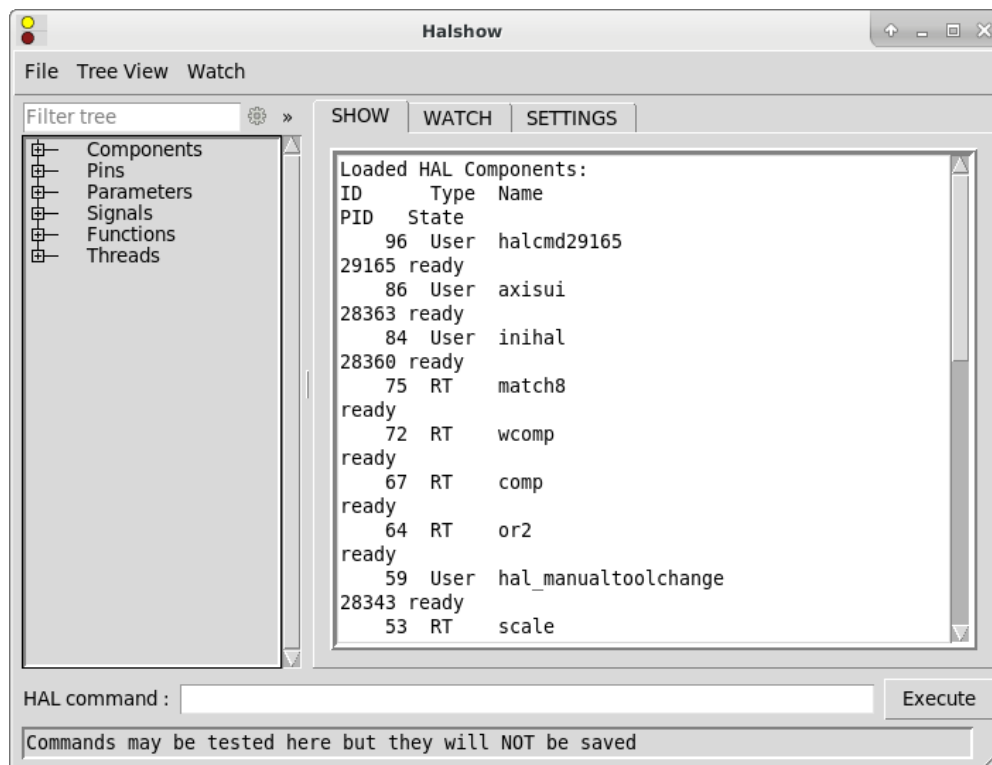 Halshow
File Tree View Watch
Filter tree »
Components
Pins
Parameters
Signals
Functions
Threads
SHOW WATCH SETTINGS
Loaded HAL Components:
ID Type Name
PID State
96 User halcmd29165
29165 ready
86 User axisui
28363 ready
84 User inihal
28360 ready
75 RT match8
ready
72 RT wcomp
ready
67 RT comp
ready
64 RT or2
ready
59 User hal_manualtoolchange
28343 ready
53 RT scale
HAL command :
Execute
Commands may be tested here but they will NOT be saved